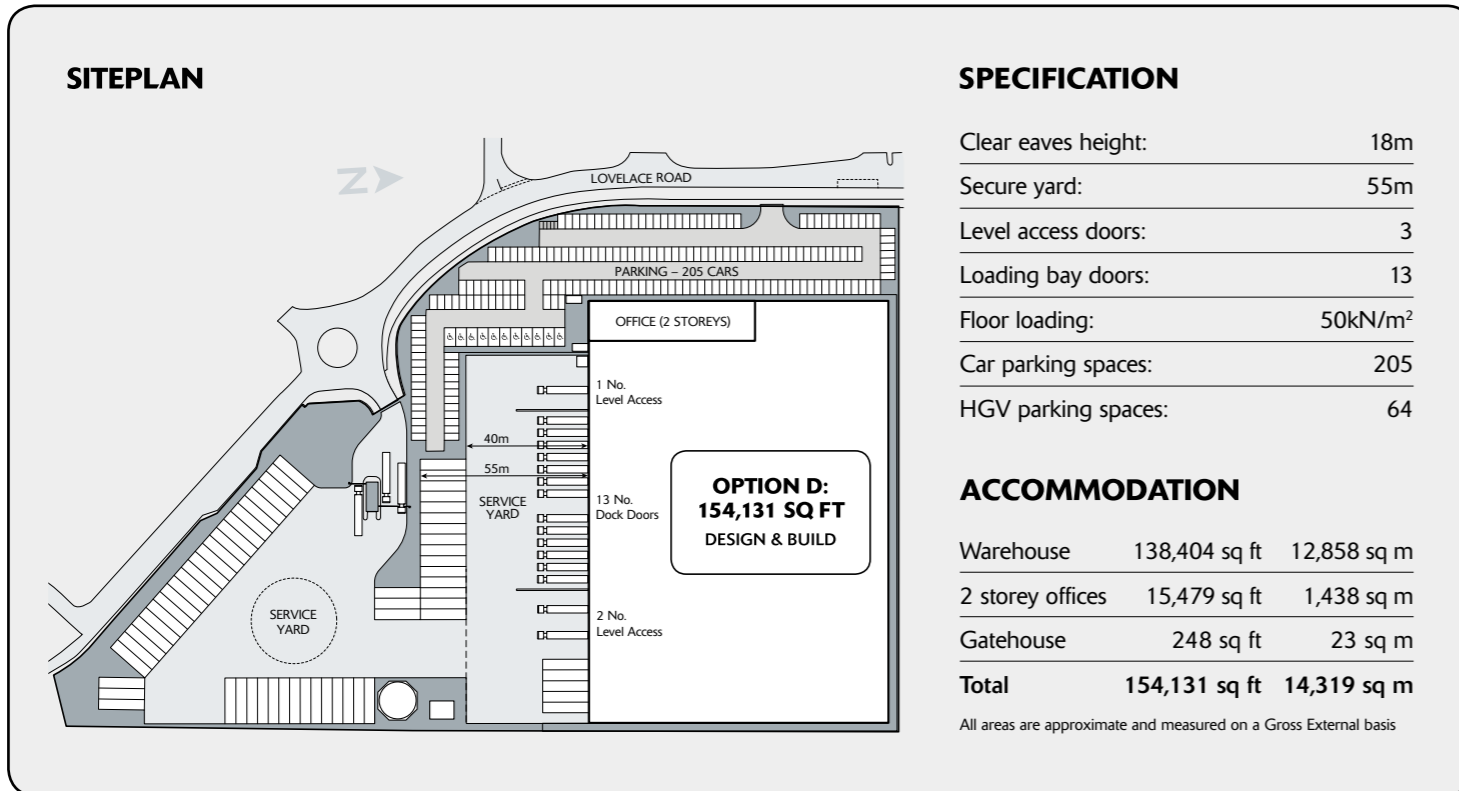 SITEPLAN
Z
LOVELACE ROAD
PARKING – 205 CARS
OFFICE (2 STOREYS)
1 No.
Level Access
40m
55m
SERVICE
YARD
13 No.
Dock Doors
OPTION D:
154,131 SQ FT
DESIGN & BUILD
SERVICE
YARD
2 No.
Level Access
SPECIFICATION
Clear eaves height: 18m
Secure yard: 55m
Level access doors: 3
Loading bay doors: 13
Floor loading: 50kN/m²
Car parking spaces: 205
HGV parking spaces: 64
ACCOMMODATION
Warehouse 138,404 sq ft 12,858 sq m
2 storey offices 15,479 sq ft 1,438 sq m
Gatehouse 248 sq ft 23 sq m
Total 154,131 sq ft 14,319 sq m
All areas are approximate and measured on a Gross External basis